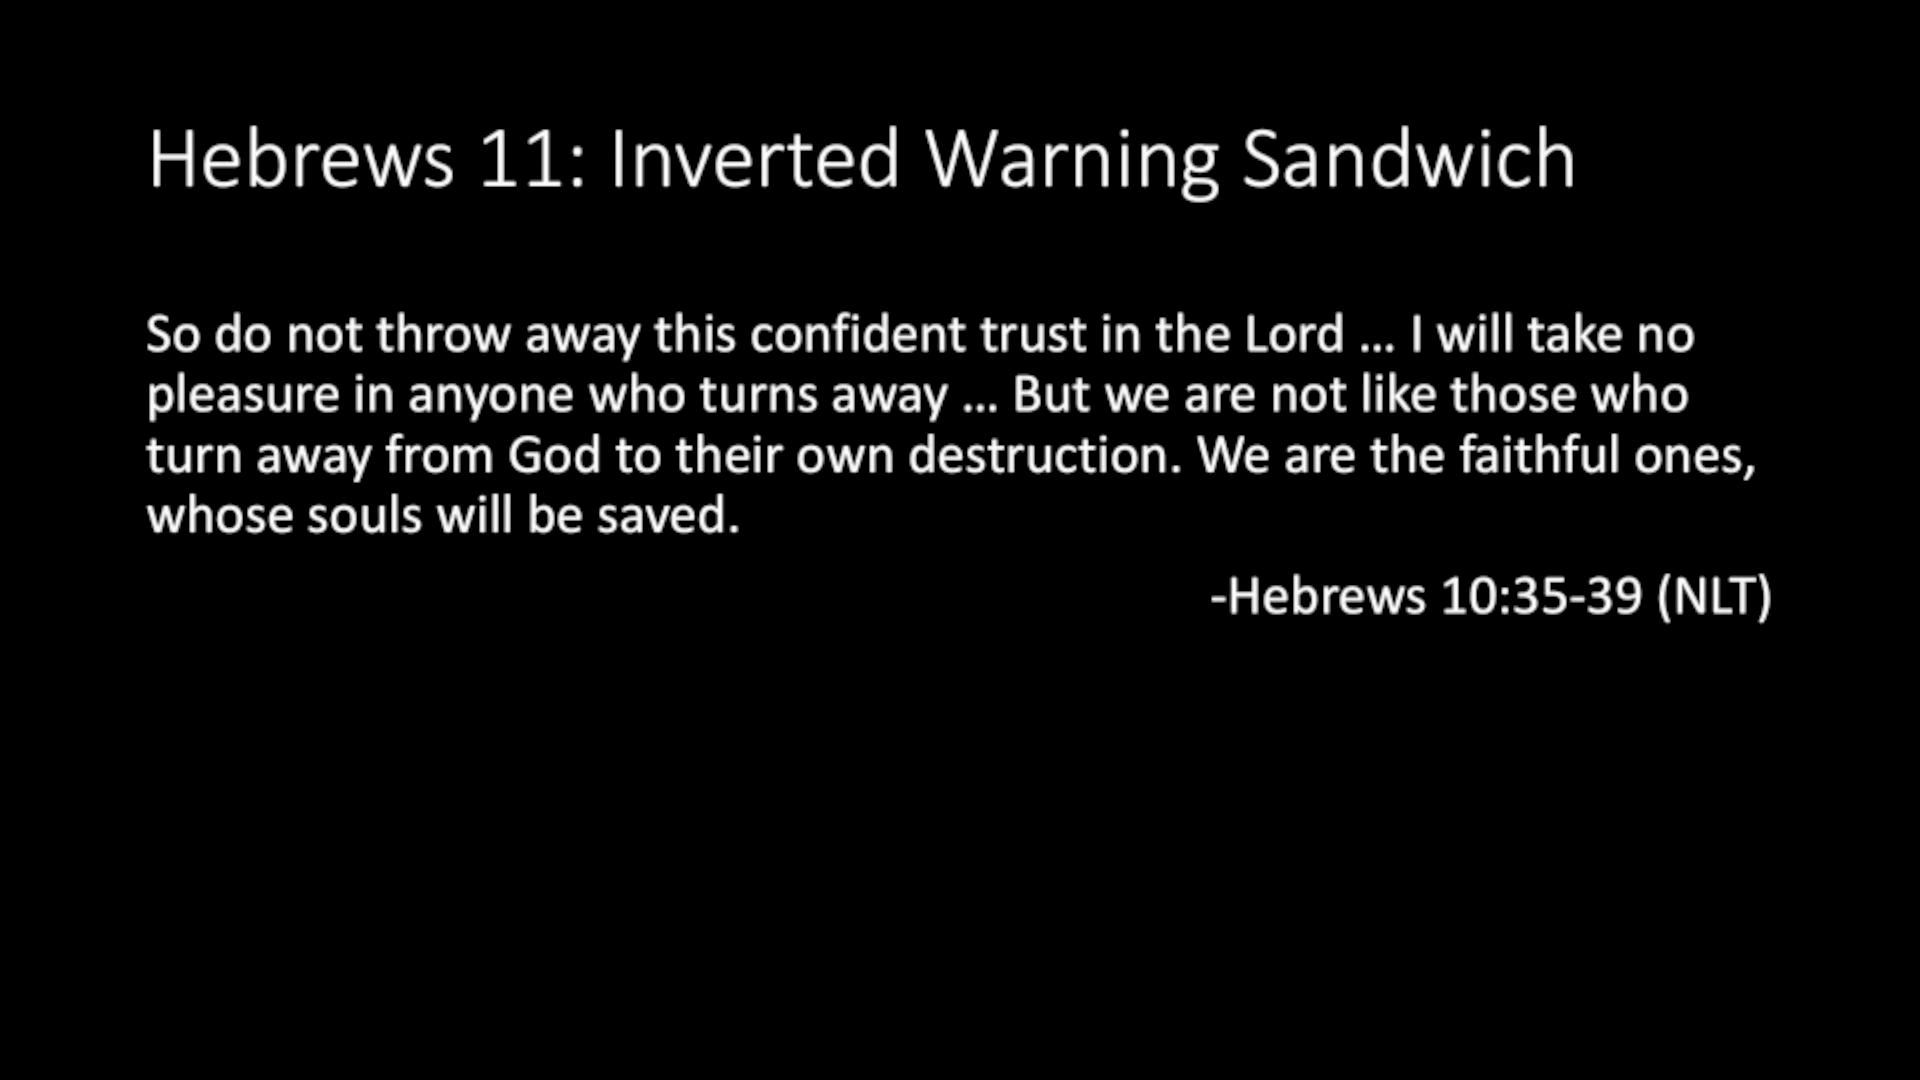 Hebrews 11: Inverted Warning Sandwich
So do not throw away this confident trust in the Lord ... I will take no
pleasure in anyone who turns away ... But we are not like those who
turn away from God to their own destruction. We are the faithful ones,
whose souls will be saved.
-Hebrews 10:35-39 (NLT)